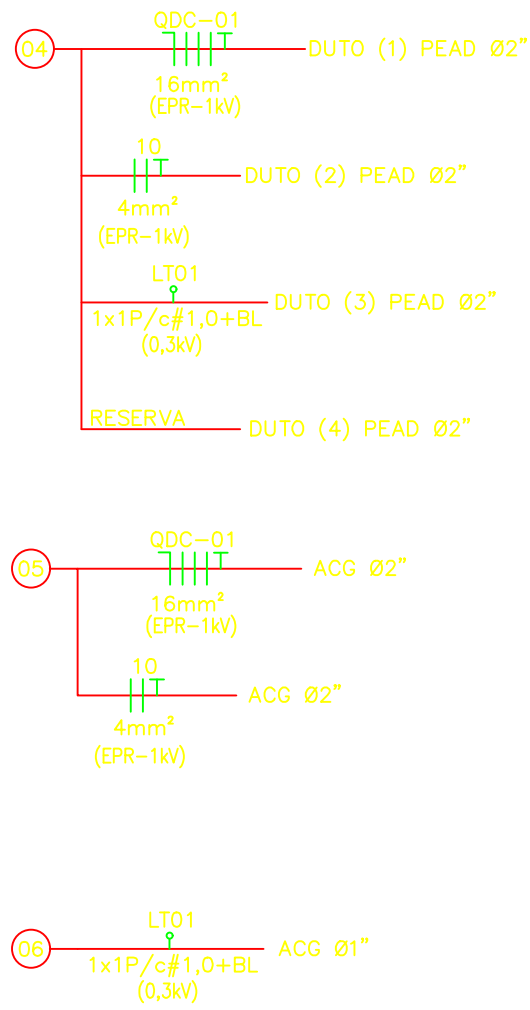 QDC-01
04
DUTO (1) PEAD Ø2"
16mm²
(EPR-1kV)
10
DUTO (2) PEAD Ø2"
4mm²
(EPR-1kV)
LT01
DUTO (3) PEAD Ø2"
1x1P/c#1,0+BL
(0,3kV)
RESERVA
DUTO (4) PEAD Ø2"
QDC-01
05
ACG Ø2"
16mm²
(EPR-1kV)
10
ACG Ø2"
4mm²
(EPR-1kV)
LT01
06
ACG Ø1"
1x1P/c#1,0+BL
(0,3kV)